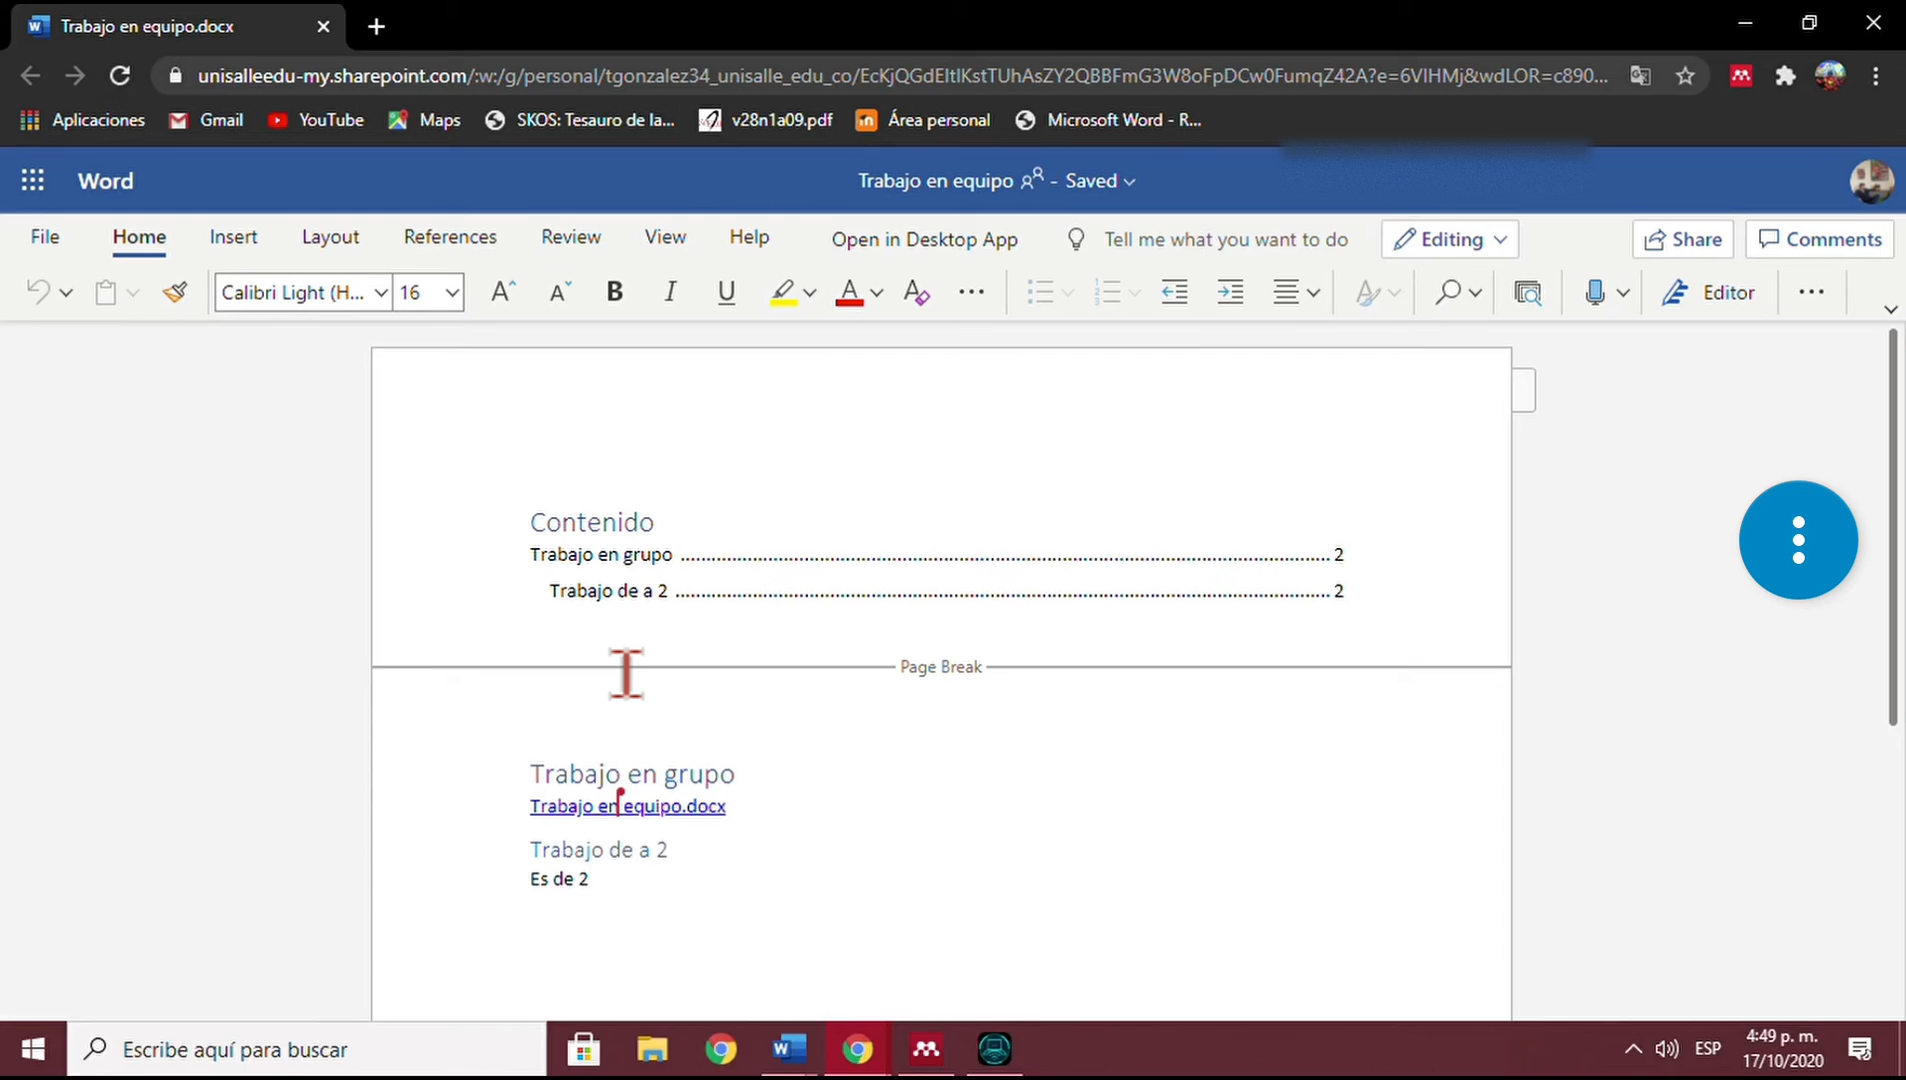 Trabajo en equipo.docx
unisalleedu-my.sharepoint.com/:w:/g/personal/tgonzalez34_unisalle_edu_co/EcKjQGdEItlKstTUhAsZY2QBBFmG3W8oFpDCw0FumqZ42A?e=6VlHMj&wdLOR=c890...
Aplicaciones Gmail YouTube Maps SKOS: Tesauro de la... v28n1a09.pdf Área personal Microsoft Word - R...
Word Trabajo en equipo - Saved
File Home Insert Layout References Review View Help Open in Desktop App Tell me what you want to do Editing Share Comments
Calibri Light (H... 16 B I U A Editor
Contenido
Trabajo en grupo ........ 2
Trabajo de a 2 ........ 2
Page Break
Trabajo en grupo
Trabajo en equipo.docx
Trabajo de a 2
Es de 2
Escribe aquí para buscar
ESP
4:49 p. m.
17/10/2020